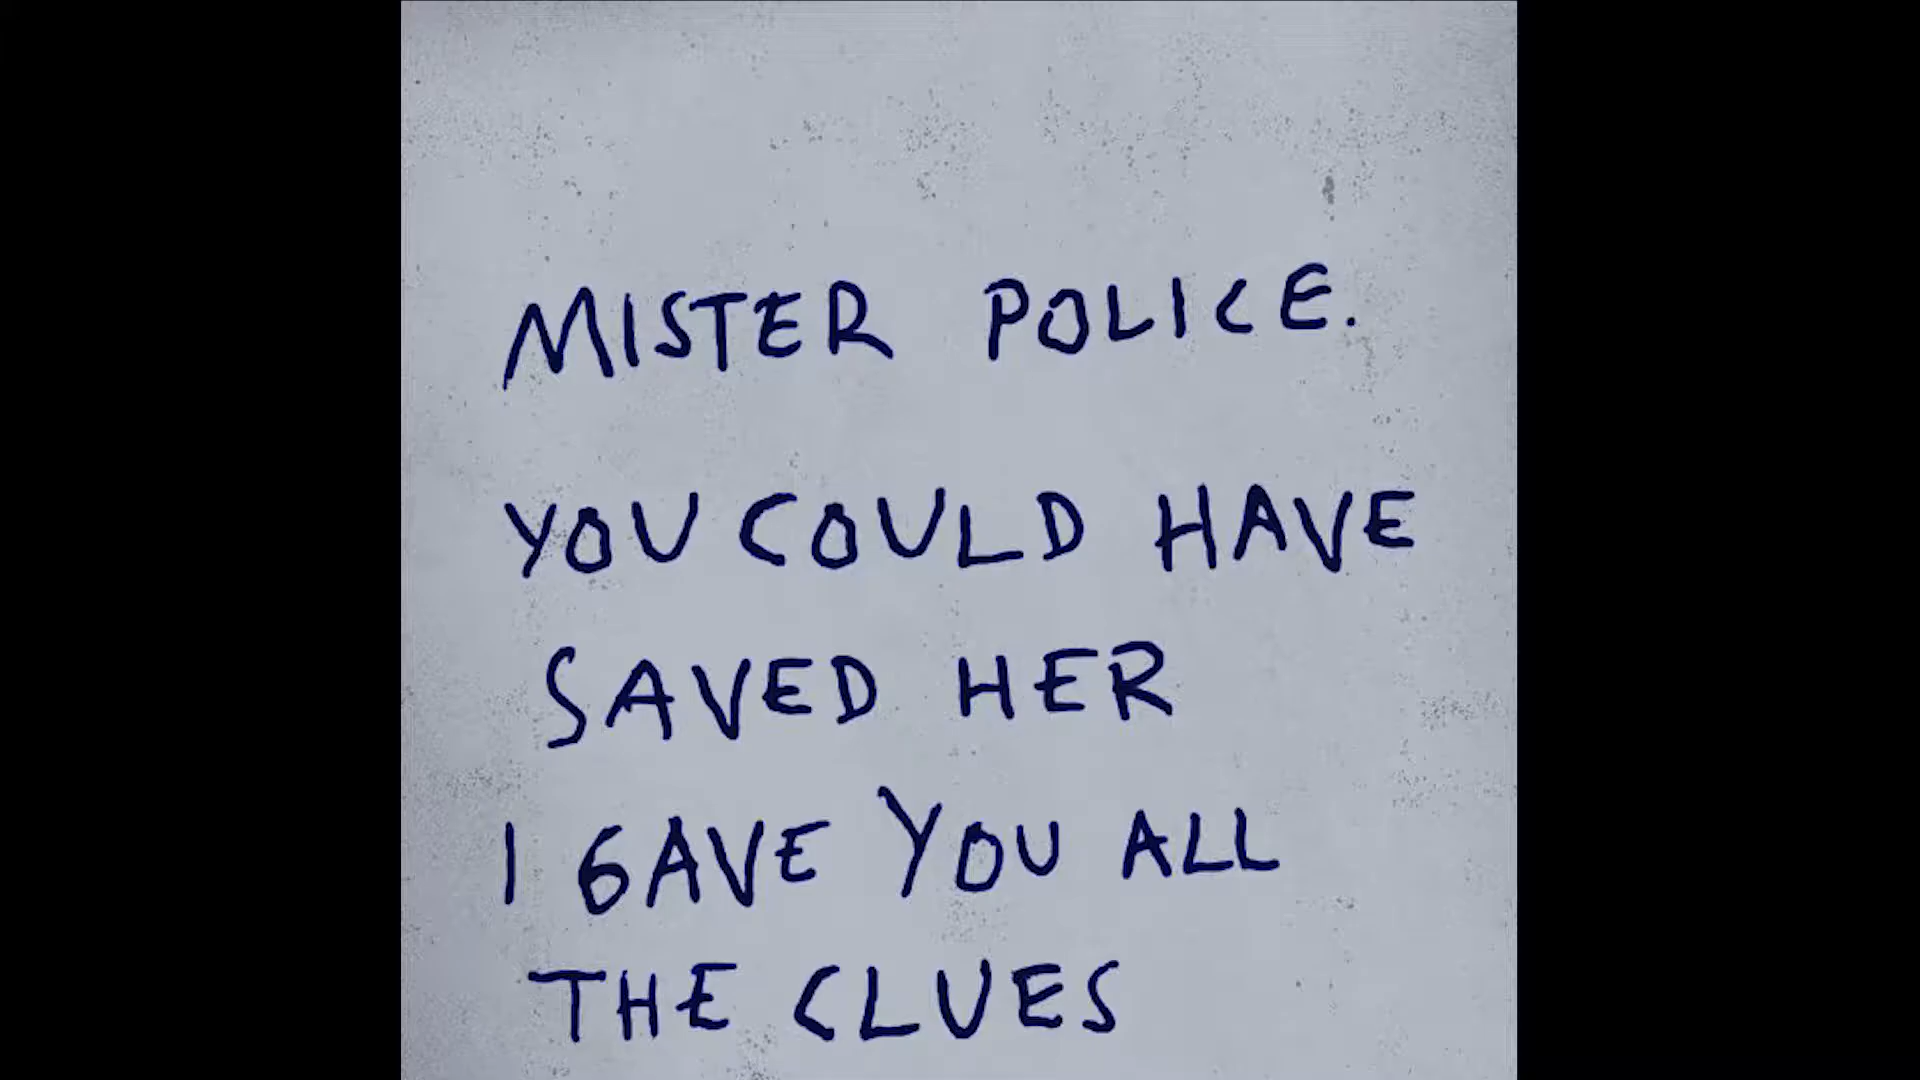 MISTER POLICE.
YOU COULD HAVE
SAVED HER
I GAVE YOU ALL
THE CLUES